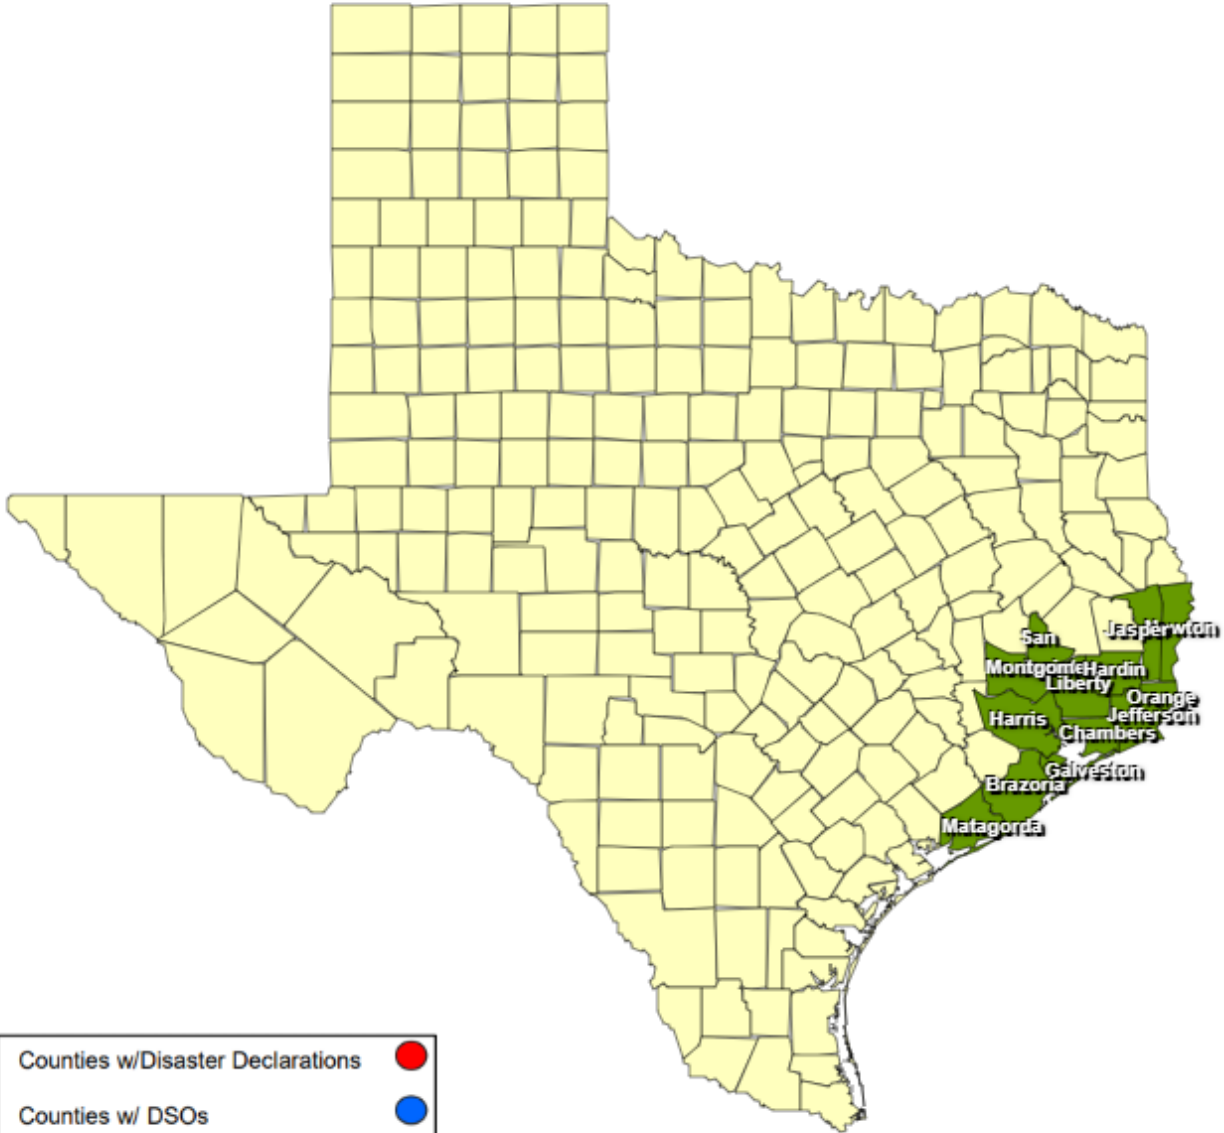 San
Jasper
Newton
Montgomery
Hardin
Liberty
Orange
Harris
Jefferson
Chambers
Galveston
Brazoria
Matagorda
Counties w/Disaster Declarations
Counties w/ DSOs